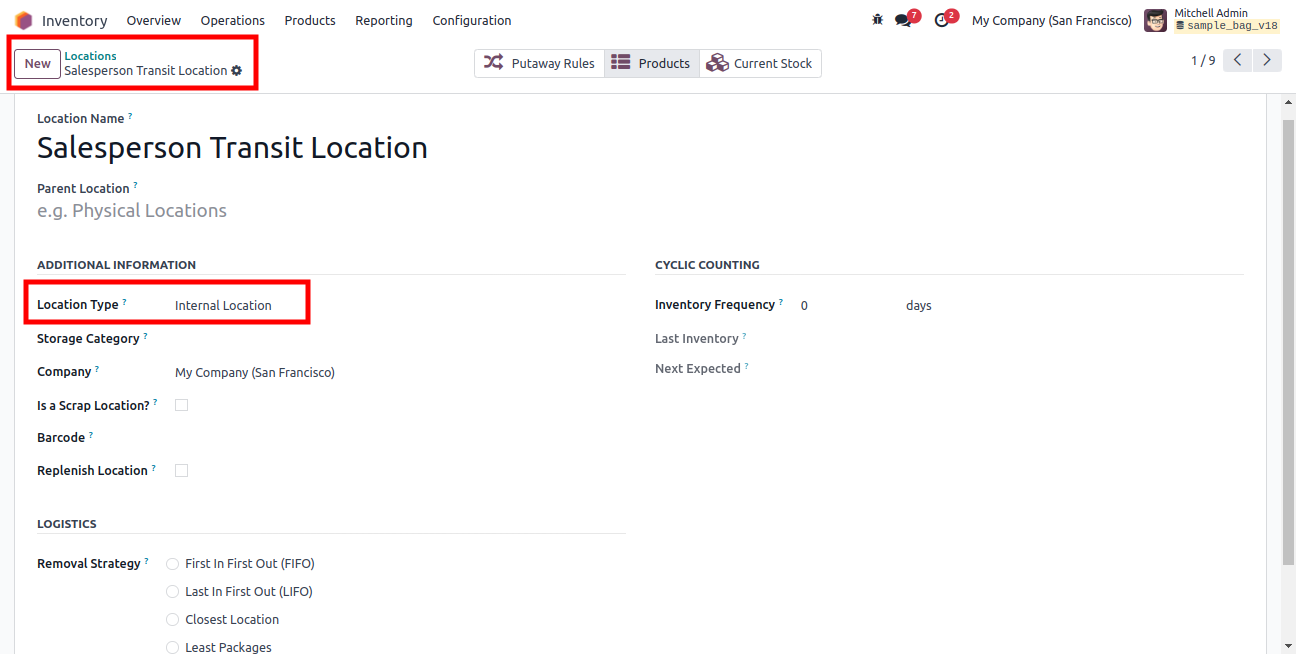 Inventory Overview Operations Products Reporting Configuration 7 2 My Company (San Francisco) Mitchell Admin
sample_bag_v18
New Locations
Salesperson Transit Location
Putaway Rules Products Current Stock 1 / 9
Location Name ?
Salesperson Transit Location
Parent Location ?
e.g. Physical Locations
ADDITIONAL INFORMATION
Location Type ? Internal Location
Storage Category ?
Company ? My Company (San Francisco)
Is a Scrap Location? ?
Barcode ?
Replenish Location ?
CYCLIC COUNTING
Inventory Frequency ? 0 days
Last Inventory ?
Next Expected ?
LOGISTICS
Removal Strategy ? First In First Out (FIFO)
Last In First Out (LIFO)
Closest Location
Least Packages